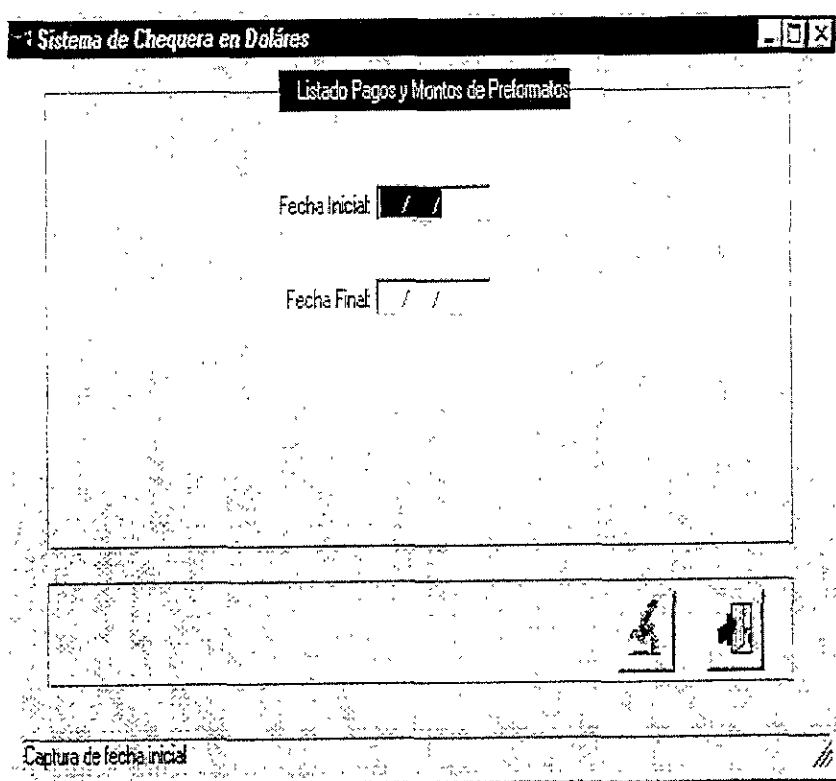 Sistema de Chequera en Doláres
Listado Pagos y Montos de Preformatos
Fecha Inicial: / /
Fecha Final: / /
Captura de fecha inicial